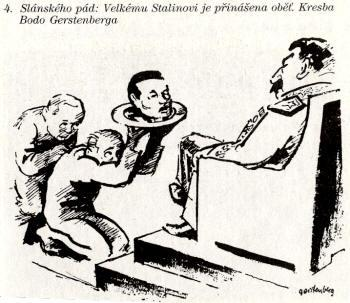 4. Slánského pád: Velkému Stalinovi je přinášena oběť. Kresba
Bodo Gerstenberga
gerstenberg